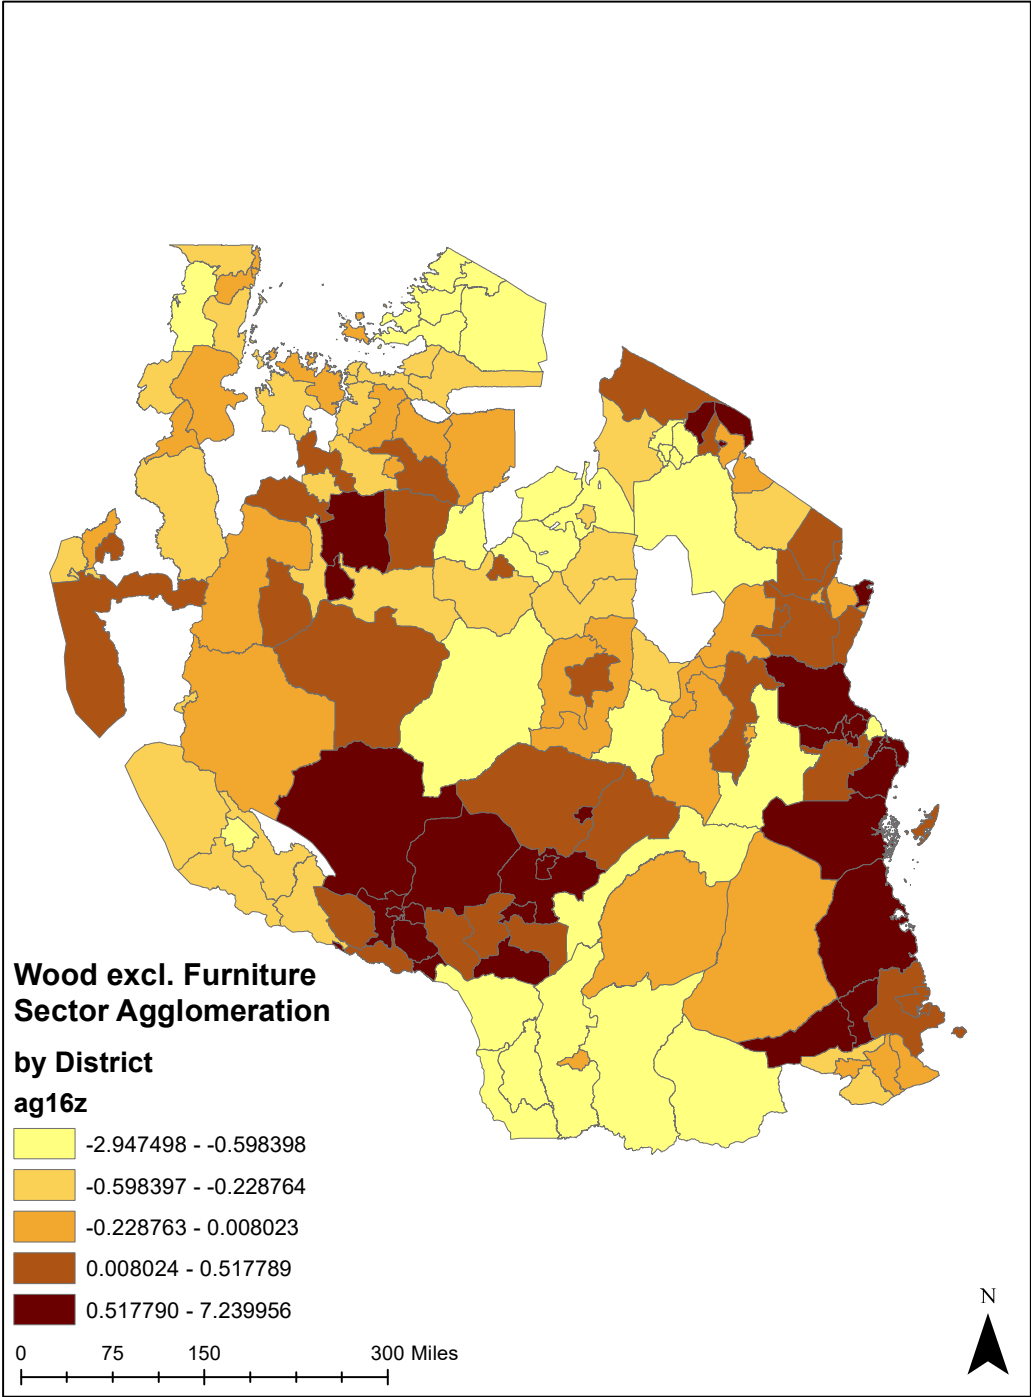 Wood excl. Furniture
Sector Agglomeration
by District
ag16z
-2.947498 - -0.598398
-0.598397 - -0.228764
-0.228763 - 0.008023
0.008024 - 0.517789
0.517790 - 7.239956
0 75 150 300 Miles
N